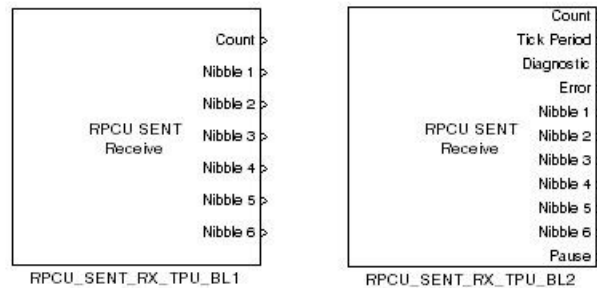 Count
Nibble 1
Nibble 2
RPCU SENT
Receive
Nibble 3
Nibble 4
Nibble 5
Nibble 6
RPCU_SENT_RX_TPU_BL1
Count
Tick Period
Diagnostic
Error
Nibble 1
RPCU SENT
Receive
Nibble 2
Nibble 3
Nibble 4
Nibble 5
Nibble 6
Pause
RPCU_SENT_RX_TPU_BL2